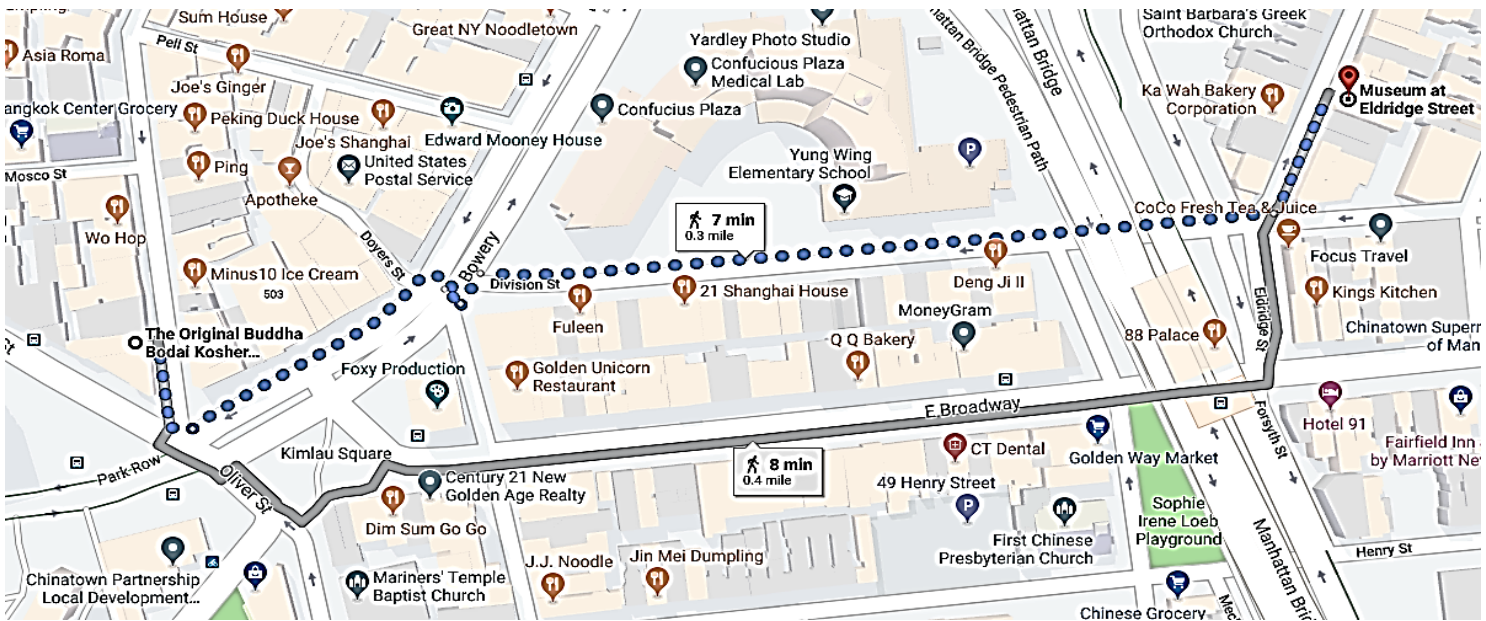 Sum House
Great NY Noodletown
Saint Barbara's Greek
Orthodox Church
Pell St
Asia Roma
Yardley Photo Studio
Manhattan Bridge Pedestrian Path
Manhattan Bridge
Confucious Plaza
Medical Lab
Joe's Ginger
Ka Wah Bakery
Corporation
Museum at
Eldridge Street
angkok Center Grocery
Peking Duck House
Confucius Plaza
Joe's Shanghai
Edward Mooney House
P
Mosco St
Ping
United States
Postal Service
Yung Wing
Elementary School
Apotheke
CoCo Fresh Tea & Juice
7 min
0.3 mile
Wo Hop
Doyers St
Bowery
Focus Travel
Minus10 Ice Cream
503
Division St
21 Shanghai House
Deng Ji II
Kings Kitchen
Fuleen
MoneyGram
Eldridge St
The Original Buddha
Bodai Kosher...
88 Palace
Chinatown Superm
of Man
Q Q Bakery
Foxy Production
Golden Unicorn
Restaurant
E Broadway
Forsyth St
Hotel 91
Kimlau Square
CT Dental
Golden Way Market
Fairfield Inn
by Marriott Ne
Park Row
8 min
0.4 mile
Oliver St
Century 21 New
Golden Age Realty
49 Henry Street
P
Dim Sum Go Go
Sophie
Irene Loeb
Playground
First Chinese
Presbyterian Church
Manhattan Brid
Henry St
J.J. Noodle
Jin Mei Dumpling
Chinatown Partnership
Local Development...
Mariners' Temple
Baptist Church
Chinese Grocery
Mec